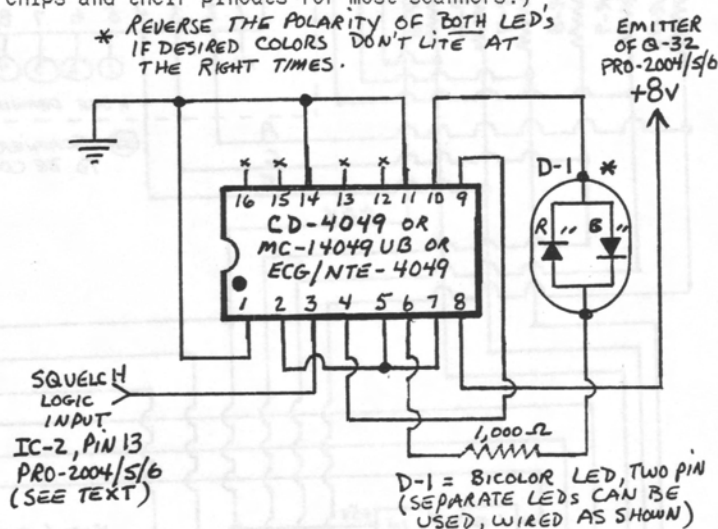 chips and their pinouts for most scanners.)
* REVERSE THE POLARITY OF BOTH LED's
IF DESIRED COLORS DON'T LITE AT
THE RIGHT TIMES.
EMITTER
OF Q-32
PRO-2004/5/6
+8v
D-1 *
* * * * *
16 15 14 13 12 11 10 9
CD-4049 OR
MC-14049 UB OR
ECG/NTE-4049
1 2 3 4 5 6 7 8
R " G "
SQUELCH
LOGIC
INPUT
IC-2, PIN 13
PRO-2004/5/6
(SEE TEXT)
1,000 Ω
D-1 = BICOLOR LED, TWO PIN
(SEPARATE LEDs CAN BE
USED, WIRED AS SHOWN)